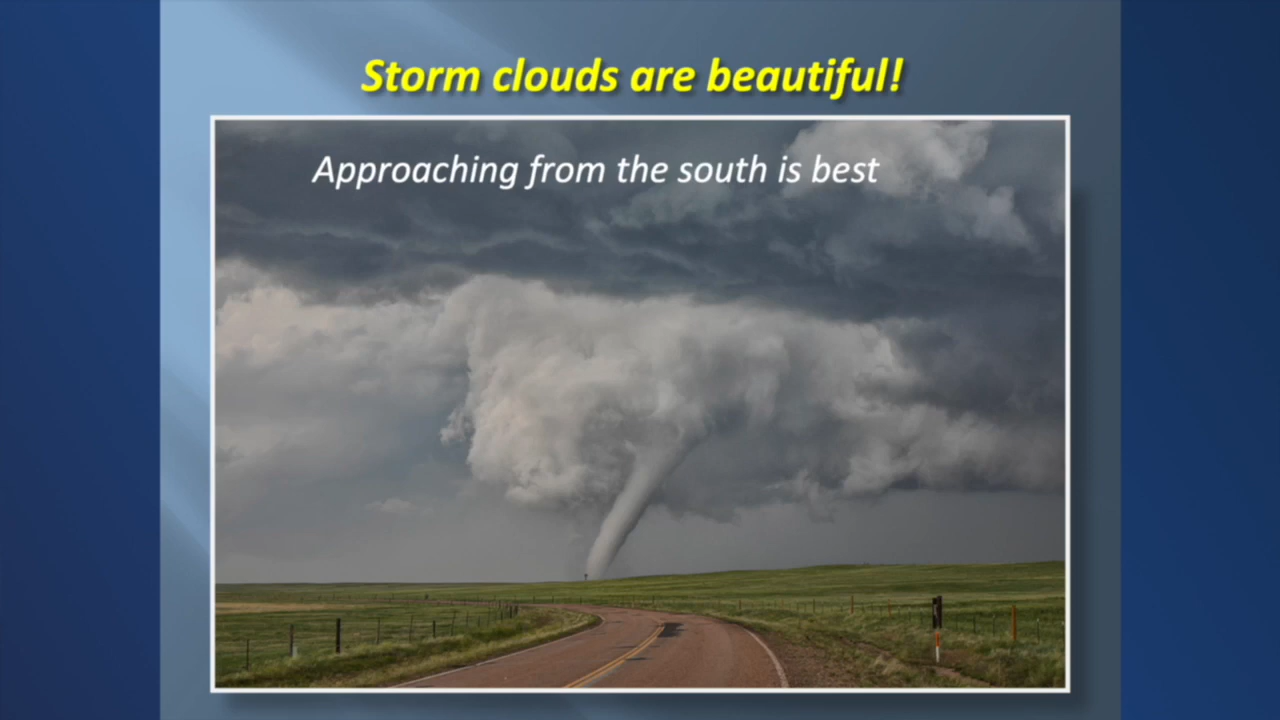 Storm clouds are beautiful!
Approaching from the south is best